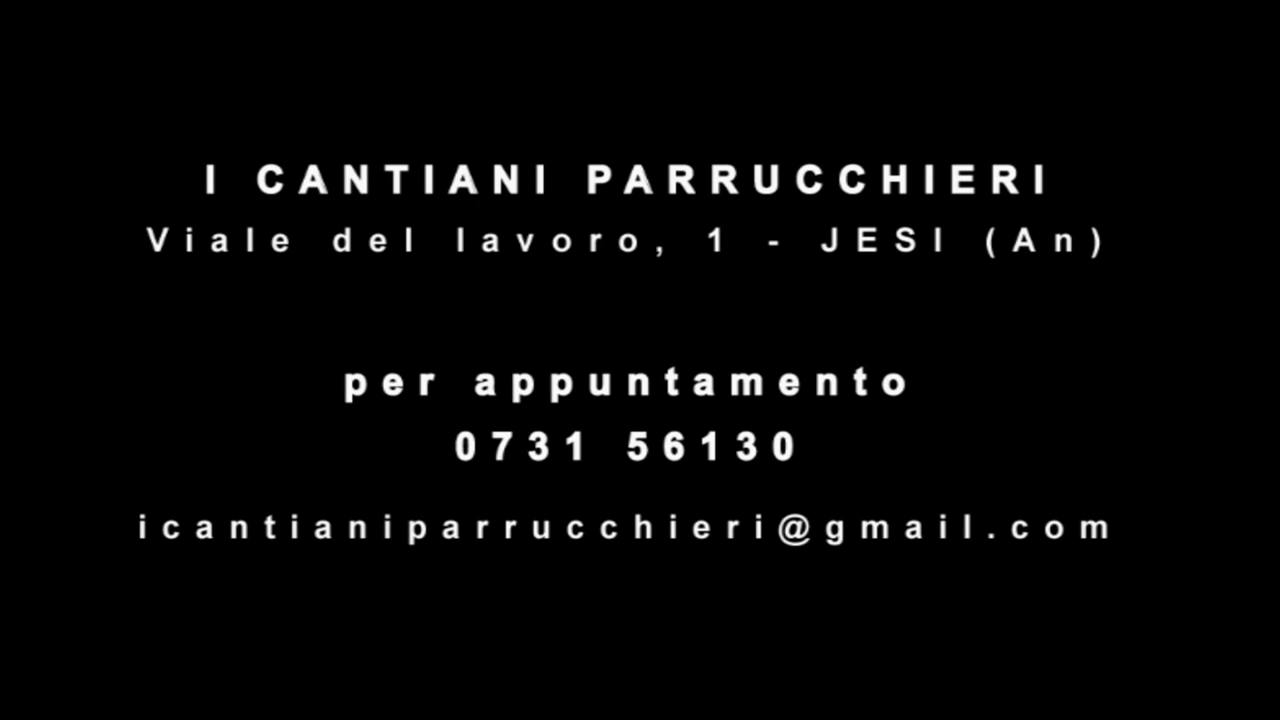 I CANTIANI PARRUCCHIERI
Viale del lavoro, 1 - JESI (An)
per appuntamento
0731 56130
icantianiparrucchieri@gmail.com